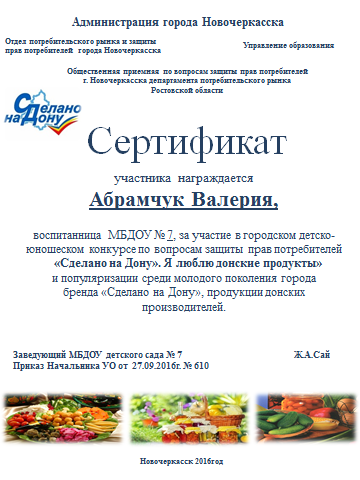 Администрация города Новочеркасска
Отдел потребительского рынка и защиты
прав потребителей города Новочеркасска
Управление образования
Общественная приемная по вопросам защиты прав потребителей
г. Новочеркасска департамента потребительского рынка
Ростовской области
Сделано
на Дону
Сертификат
участника награждается
Абрамчук Валерия,
воспитанница МБДОУ № 7, за участие в городском детско-
юношеском конкурсе по вопросам защиты прав потребителей
«Сделано на Дону». Я люблю донские продукты»
и популяризации среди молодого поколения города
бренда «Сделано на Дону», продукции донских
производителей.
Заведующий МБДОУ детского сада № 7 Ж.А.Сай
Приказ Начальника УО от 27.09.2016г. № 610
Новочеркасск 2016год